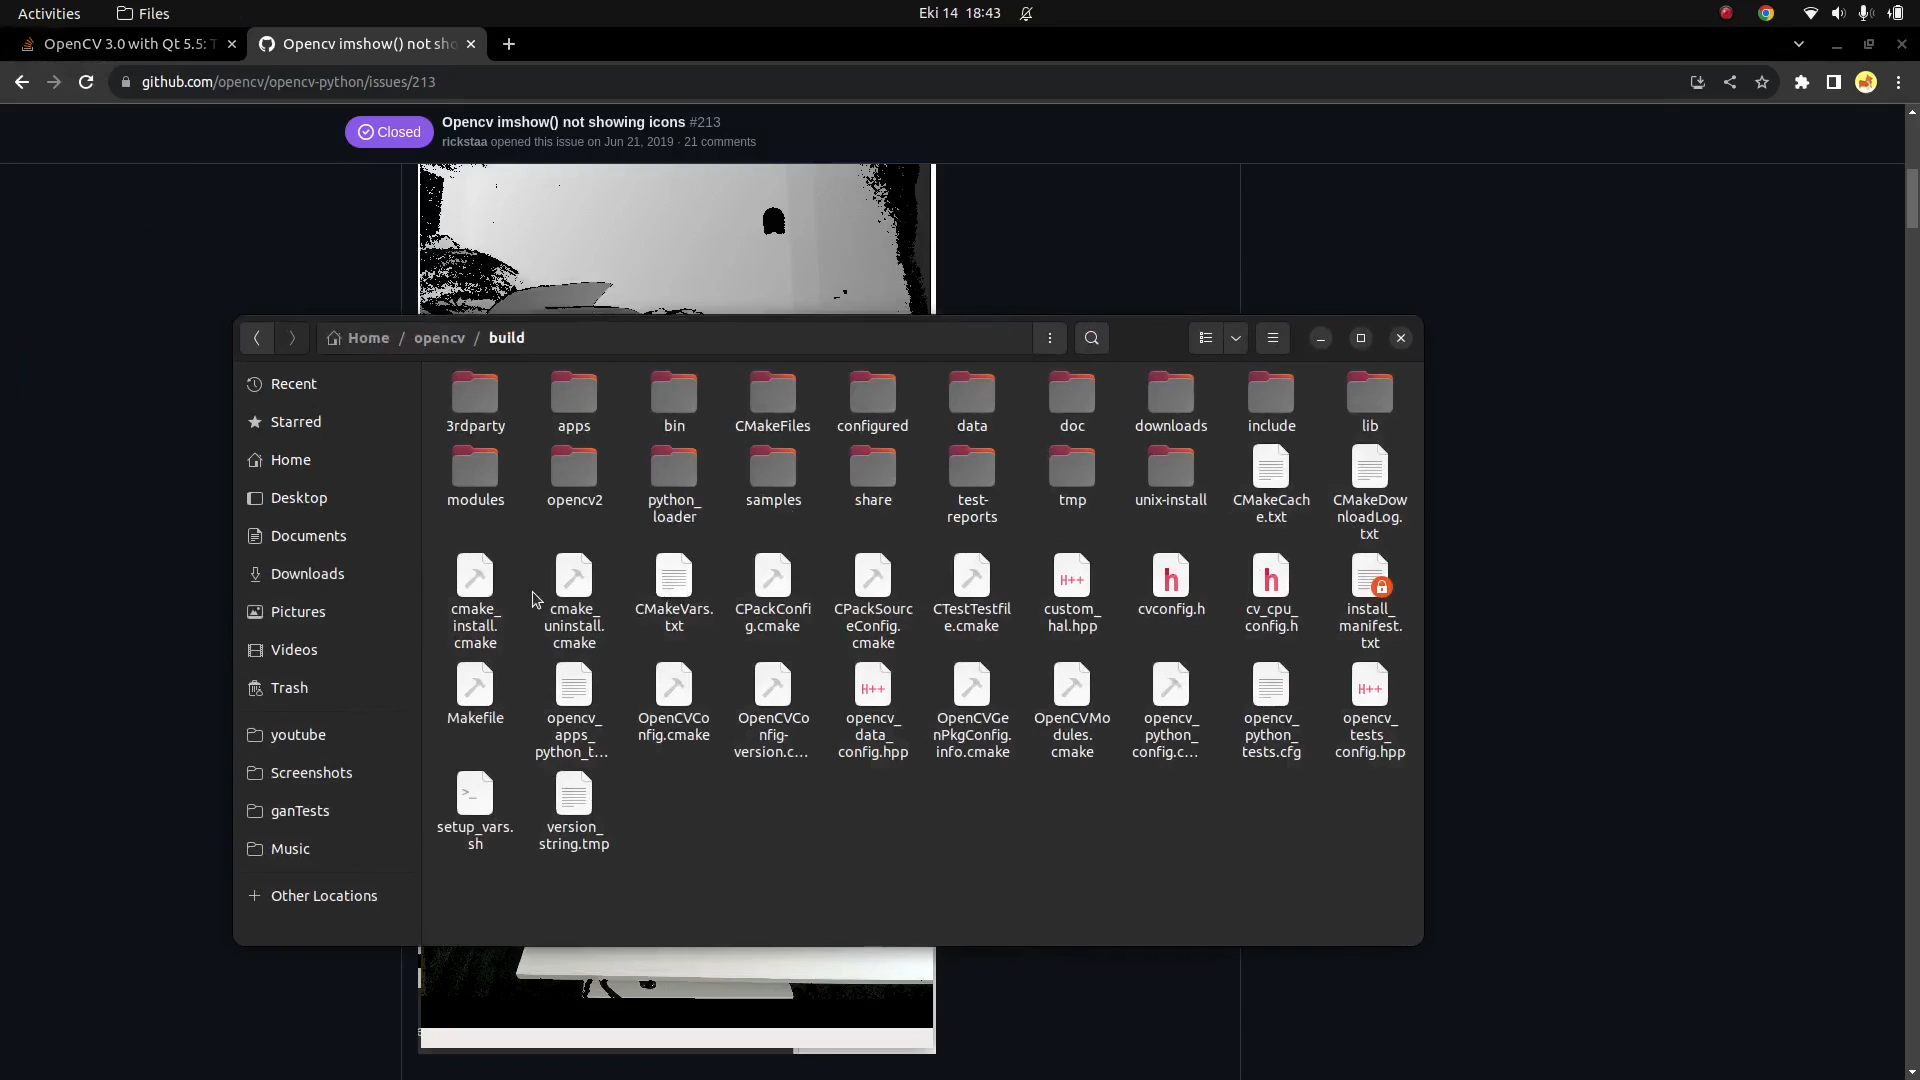 Activities
Files
Eki 14 18:43
OpenCV 3.0 with Qt 5.5: T
Opencv imshow() not sho
github.com/opencv/opencv-python/issues/213
Closed
Opencv imshow() not showing icons #213
rickstaa opened this issue on Jun 21, 2019 · 21 comments
Home / opencv / build
Recent
Starred
Home
Desktop
Documents
Downloads
Pictures
Videos
Trash
youtube
Screenshots
ganTests
Music
Other Locations
3rdparty
apps
bin
CMakeFiles
configured
data
doc
downloads
include
lib
modules
opencv2
python_
loader
samples
share
test-
reports
tmp
unix-install
CMakeCach
e.txt
CMakeDow
nloadLog.
txt
cmake_
install.
cmake
cmake_
uninstall.
cmake
CMakeVars.
txt
CPackConfi
g.cmake
CPackSourc
eConfig.
cmake
CTestTestfil
e.cmake
H++
custom_
hal.hpp
h
cvconfig.h
h
cv_cpu_
config.h
install_
manifest.
txt
Makefile
opencv_
apps_
python_t...
OpenCVCo
nfig.cmake
OpenCVCo
nfig-
version.c...
H++
opencv_
data_
config.hpp
OpenCVGe
nPkgConfig.
info.cmake
OpenCVMo
dules.
cmake
opencv_
python_
config.c...
opencv_
python_
tests.cfg
H++
opencv_
tests_
config.hpp
>_
setup_vars.
sh
version_
string.tmp